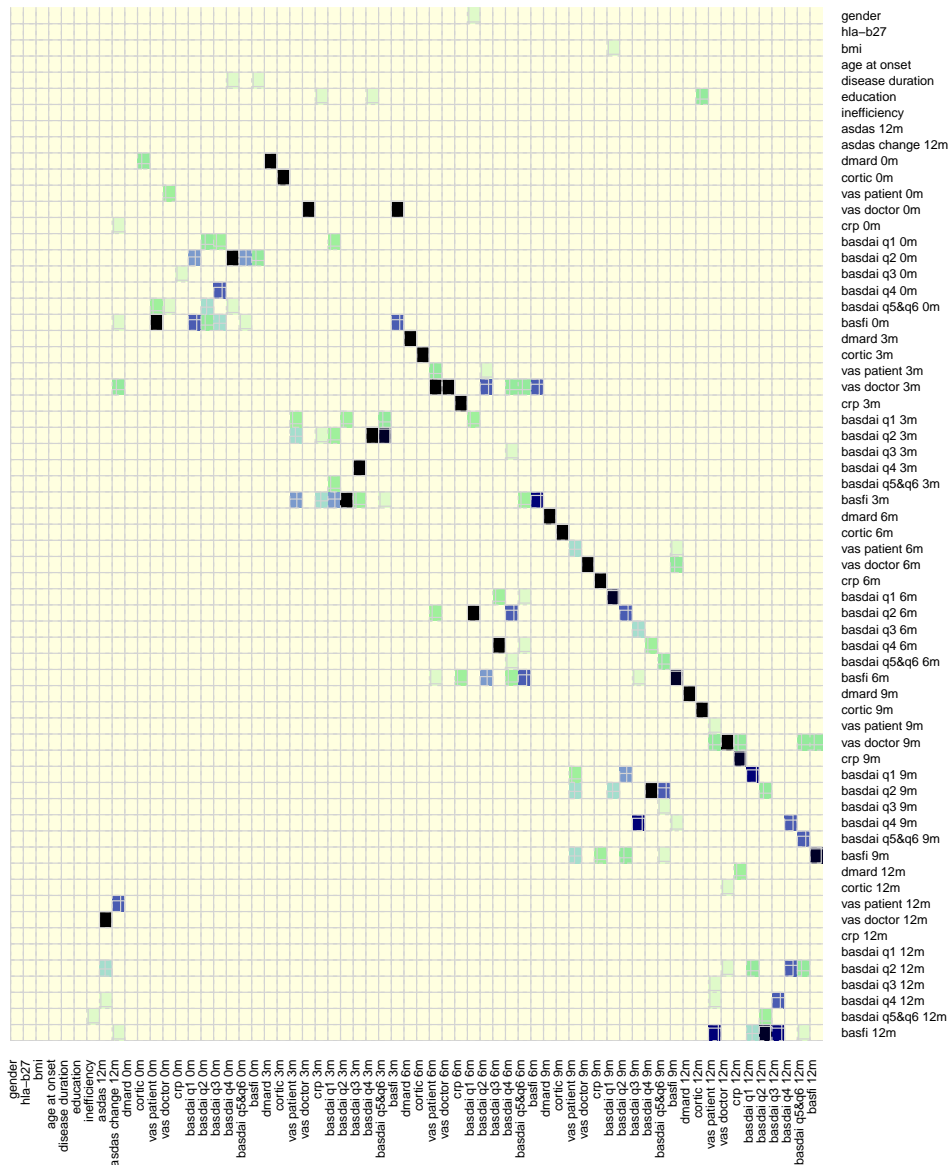 gender
hla−b27
bmi
age at onset
disease duration
education
inefficiency
asdas 12m
asdas change 12m
dmard 0m
cortic 0m
vas patient 0m
vas doctor 0m
crp 0m
basdai q1 0m
basdai q2 0m
basdai q3 0m
basdai q4 0m
basdai q5&q6 0m
basfi 0m
dmard 3m
cortic 3m
vas patient 3m
vas doctor 3m
crp 3m
basdai q1 3m
basdai q2 3m
basdai q3 3m
basdai q4 3m
basdai q5&q6 3m
basfi 3m
dmard 6m
cortic 6m
vas patient 6m
vas doctor 6m
crp 6m
basdai q1 6m
basdai q2 6m
basdai q3 6m
basdai q4 6m
basdai q5&q6 6m
basfi 6m
dmard 9m
cortic 9m
vas patient 9m
vas doctor 9m
crp 9m
basdai q1 9m
basdai q2 9m
basdai q3 9m
basdai q4 9m
basdai q5&q6 9m
basfi 9m
dmard 12m
cortic 12m
vas patient 12m
vas doctor 12m
crp 12m
basdai q1 12m
basdai q2 12m
basdai q3 12m
basdai q4 12m
basdai q5&q6 12m
basfi 12m
gender
hla−b27
bmi
age at onset
disease duration
education
inefficiency
asdas 12m
asdas change 12m
dmard 0m
cortic 0m
vas patient 0m
vas doctor 0m
crp 0m
basdai q1 0m
basdai q2 0m
basdai q3 0m
basdai q4 0m
basdai q5&q6 0m
basfi 0m
dmard 3m
cortic 3m
vas patient 3m
vas doctor 3m
crp 3m
basdai q1 3m
basdai q2 3m
basdai q3 3m
basdai q4 3m
basdai q5&q6 3m
basfi 3m
dmard 6m
cortic 6m
vas patient 6m
vas doctor 6m
crp 6m
basdai q1 6m
basdai q2 6m
basdai q3 6m
basdai q4 6m
basdai q5&q6 6m
basfi 6m
dmard 9m
cortic 9m
vas patient 9m
vas doctor 9m
crp 9m
basdai q1 9m
basdai q2 9m
basdai q3 9m
basdai q4 9m
basdai q5&q6 9m
basfi 9m
dmard 12m
cortic 12m
vas patient 12m
vas doctor 12m
crp 12m
basdai q1 12m
basdai q2 12m
basdai q3 12m
basdai q4 12m
basdai q5&q6 12m
basfi 12m